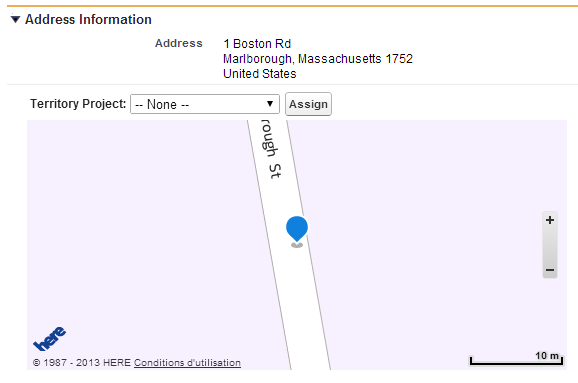 Address Information
Address 1 Boston Rd
Marlborough, Massachusetts 1752
United States
Territory Project: -- None -- Assign
rough St
+
−
here
© 1987 - 2013 HERE Conditions d'utilisation
10 m